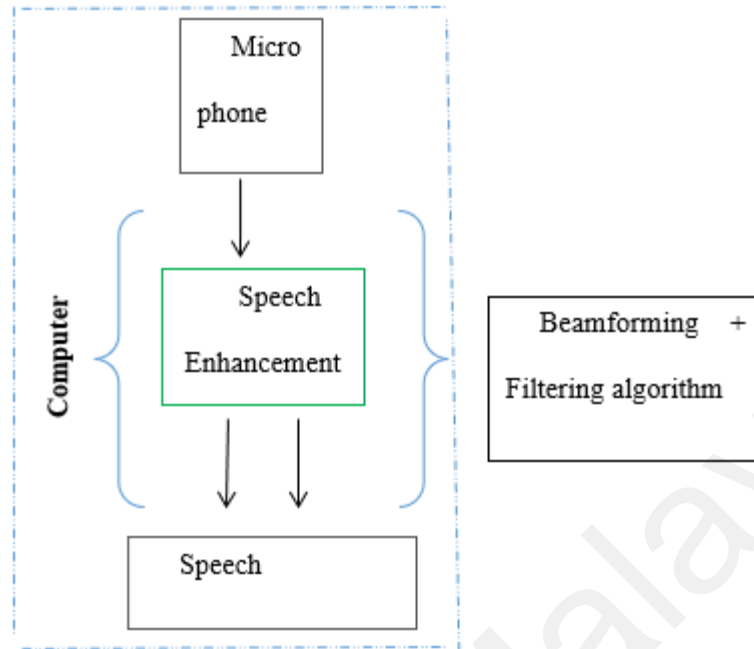 Micro
phone
Computer
Speech
Enhancement
Beamforming +
Filtering algorithm
Speech